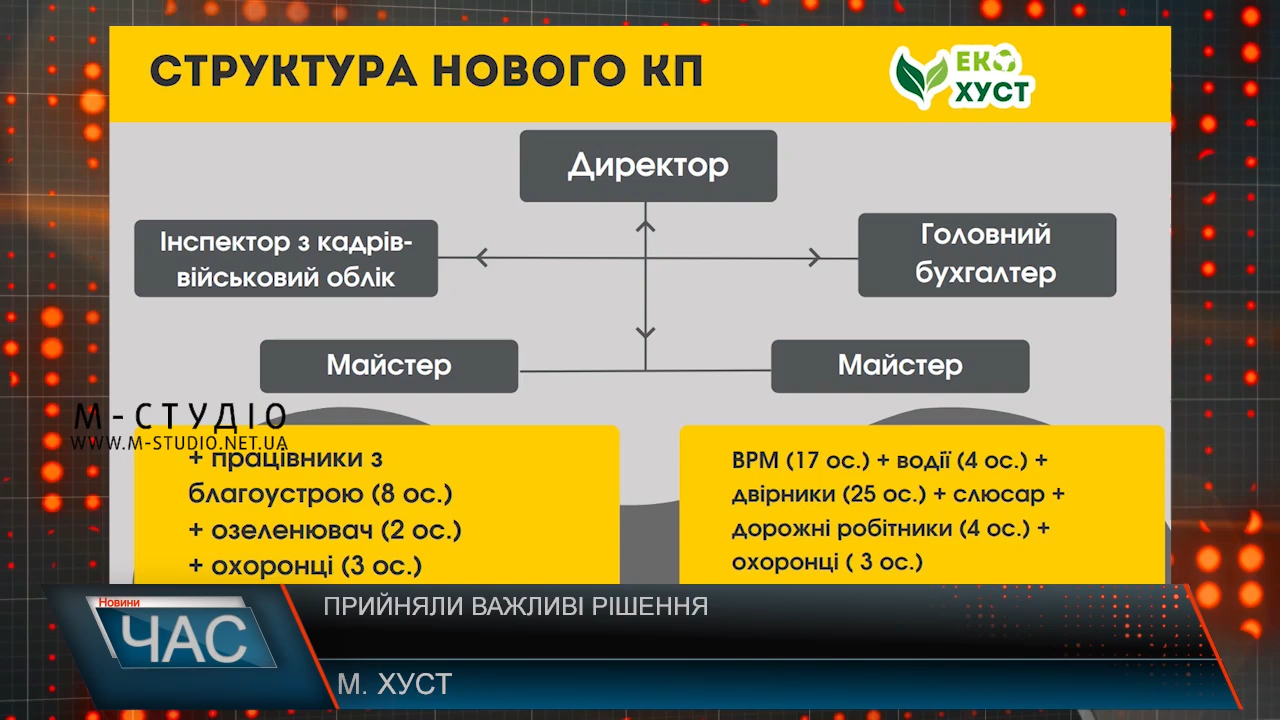 СТРУКТУРА НОВОГО КП
ЕКО
ХУСТ
Директор
Інспектор з кадрів-
військовий облік
Головний
бухгалтер
Майстер
Майстер
М-СТУДІО
WWW.M-STUDIO.NET.UA
+ працівники з
благоустрою (8 ос.)
+ озеленювач (2 ос.)
+ охоронці (3 ос.)
ВРМ (17 ос.) + водії (4 ос.) +
двірники (25 ос.) + слюсар +
дорожні робітники (4 ос.) +
охоронці ( 3 ос.)
Новини
ЧАС
ПРИЙНЯЛИ ВАЖЛИВІ РІШЕННЯ
М. ХУСТ